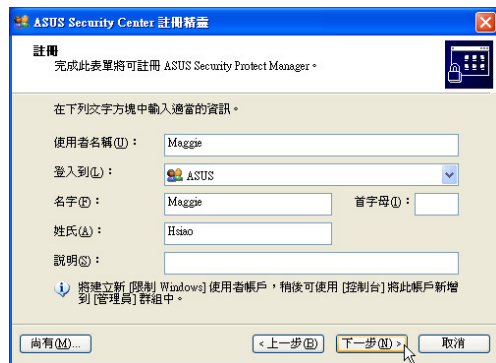 ASUS Security Center 註冊精靈
註冊
完成此表單將可註冊 ASUS Security Protect Manager。
在下列文字方塊中輸入適當的資訊。
使用者名稱(U)： Maggie
登入到(L)： ASUS
名字(F)： Maggie 首字母(I)：
姓氏(A)： Hsiao
說明(S)：
將建立新 [限制 Windows] 使用者帳戶，稍後可使用 [控制台] 將此帳戶新增
到 [管理員] 群組中。
尚有(M)... <上一步(B) 下一步(N)> 取消